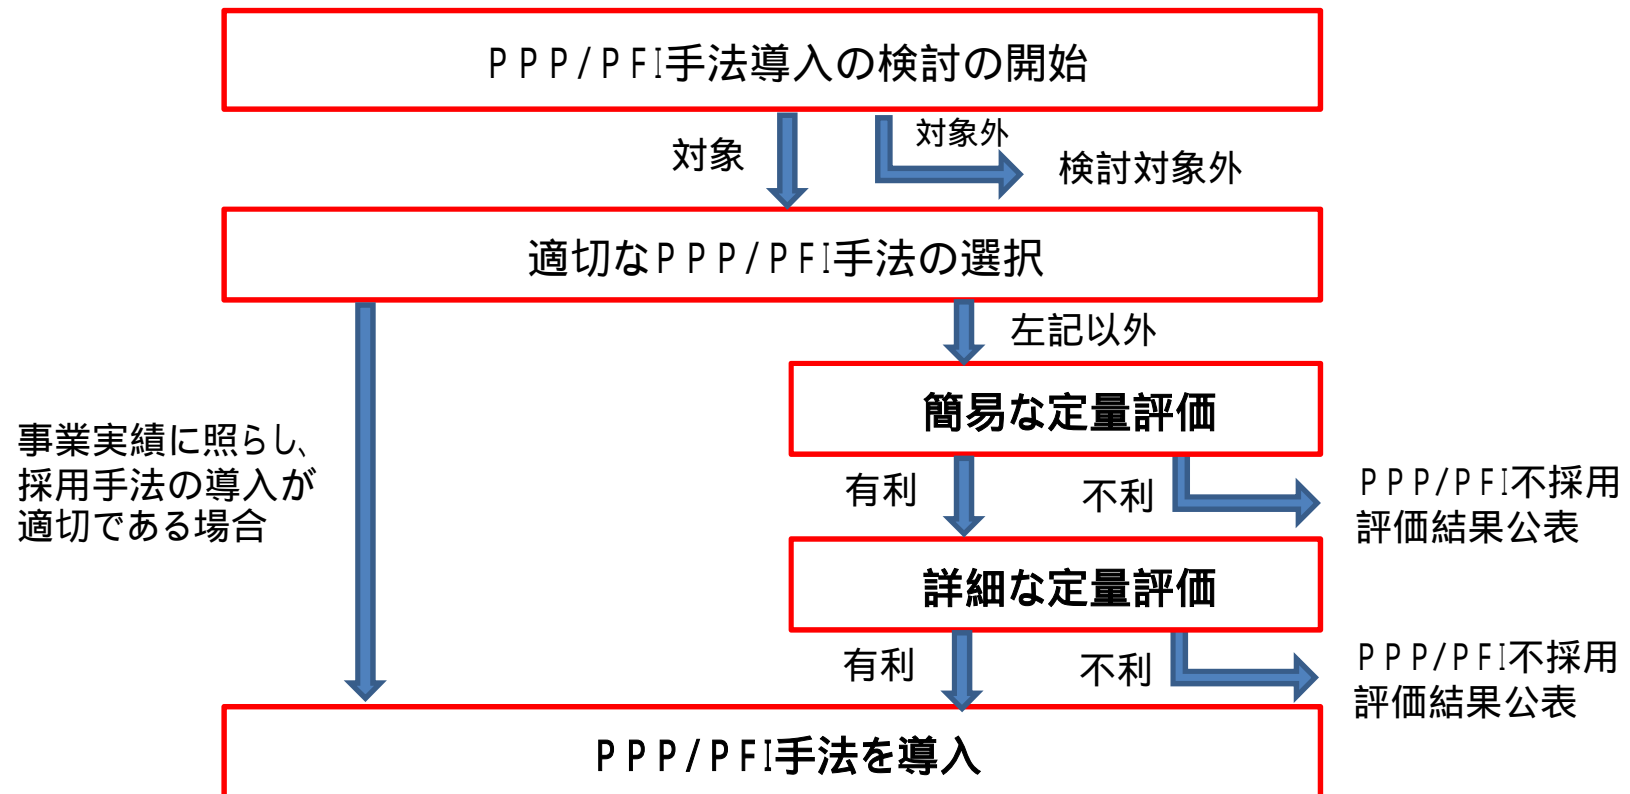 PPP/PFI手法導入の検討の開始
対象
対象外
検討対象外
適切なPPP/PFI手法の選択
左記以外
簡易な定量評価
事業実績に照らし、
採用手法の導入が
適切である場合
有利
不利
PPP/PFI不採用
評価結果公表
詳細な定量評価
有利
不利
PPP/PFI不採用
評価結果公表
PPP/PFI手法を導入